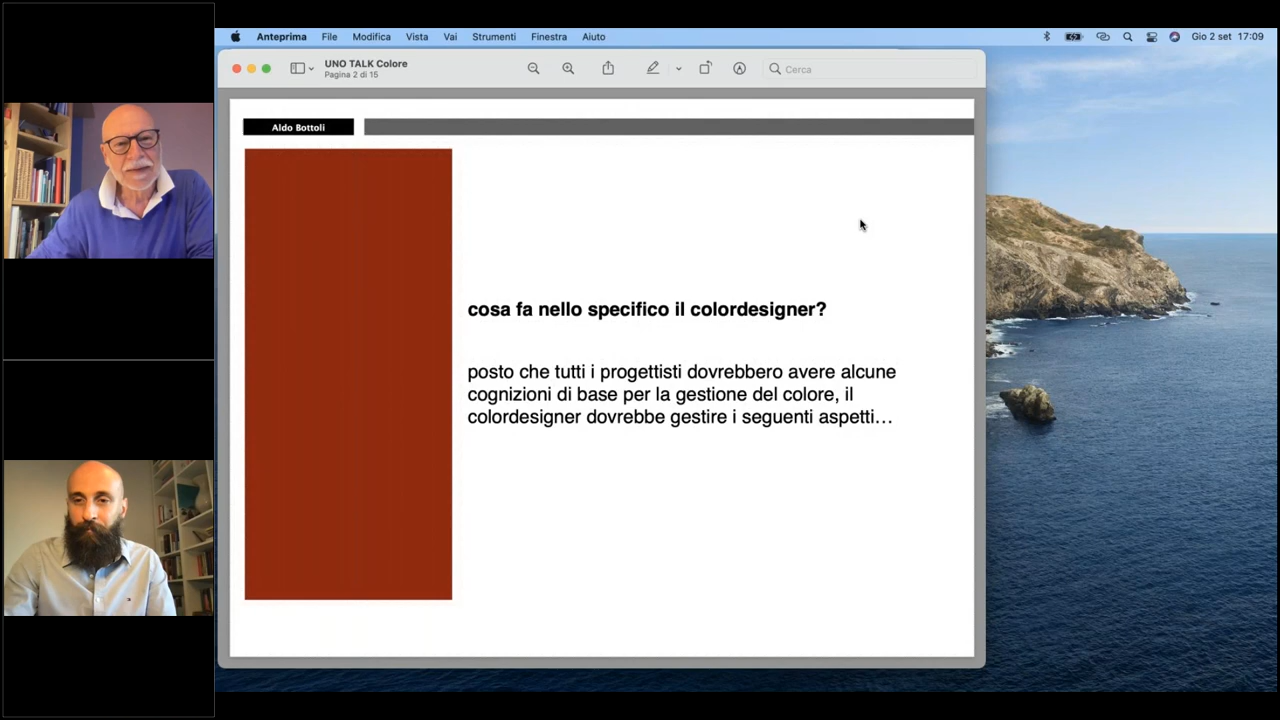 Anteprima File Modifica Vista Vai Strumenti Finestra Aiuto Gio 2 set 17:09
UNO TALK Colore
Pagina 2 di 15
Cerca
Aldo Bottoli
cosa fa nello specifico il colordesigner?
posto che tutti i progettisti dovrebbero avere alcune
cognizioni di base per la gestione del colore, il
colordesigner dovrebbe gestire i seguenti aspetti…